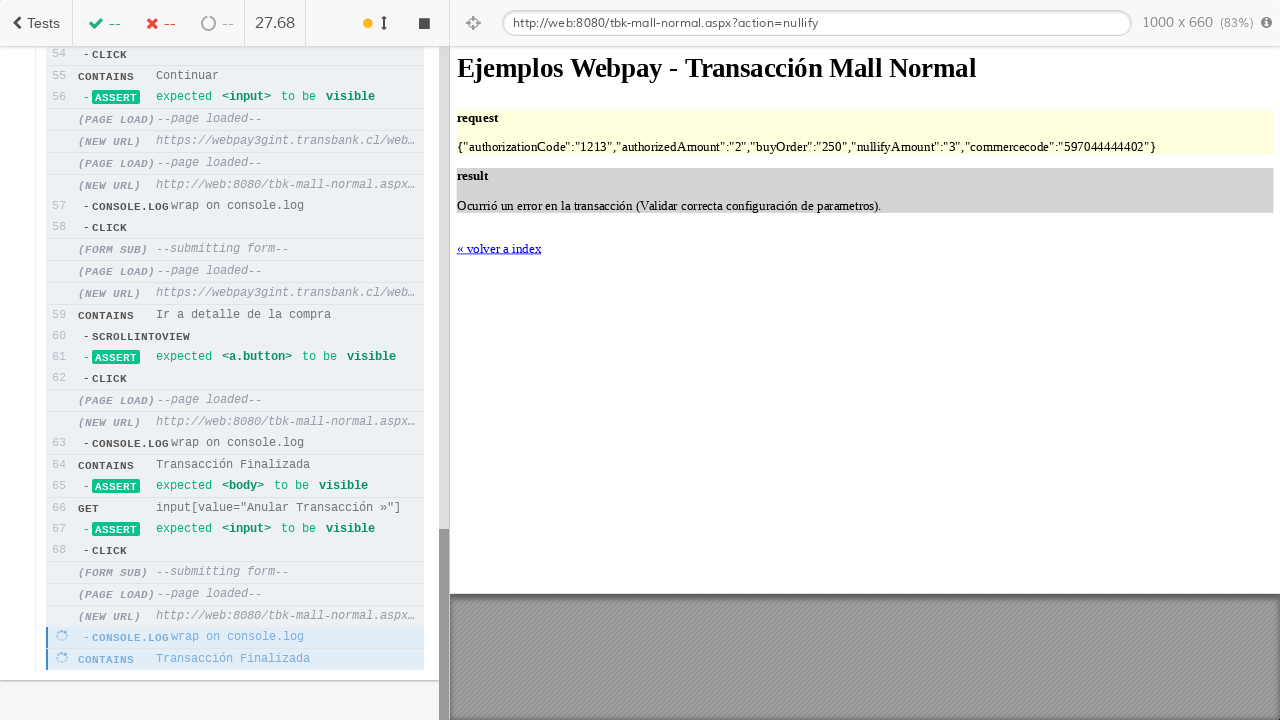 Tests
--
--
--
27.68
http://web:8080/tbk-mall-normal.aspx?action=nullify
1000 x 660 (83%)
54 - CLICK
55 CONTAINS Continuar
56 - ASSERT expected <input> to be visible
(PAGE LOAD) --page loaded--
(NEW URL) https://webpay3gint.transbank.cl/web…
(PAGE LOAD) --page loaded--
(NEW URL) http://web:8080/tbk-mall-normal.aspx…
57 - CONSOLE.LOG wrap on console.log
58 - CLICK
(FORM SUB) --submitting form--
(PAGE LOAD) --page loaded--
(NEW URL) https://webpay3gint.transbank.cl/web…
59 CONTAINS Ir a detalle de la compra
60 - SCROLLINTOVIEW
61 - ASSERT expected <a.button> to be visible
62 - CLICK
(PAGE LOAD) --page loaded--
(NEW URL) http://web:8080/tbk-mall-normal.aspx…
63 - CONSOLE.LOG wrap on console.log
64 CONTAINS Transacción Finalizada
65 - ASSERT expected <body> to be visible
66 GET input[value="Anular Transacción »"]
67 - ASSERT expected <input> to be visible
68 - CLICK
(FORM SUB) --submitting form--
(PAGE LOAD) --page loaded--
(NEW URL) http://web:8080/tbk-mall-normal.aspx…
- CONSOLE.LOG wrap on console.log
CONTAINS Transacción Finalizada
Ejemplos Webpay - Transacción Mall Normal
request
{"authorizationCode":"1213","authorizedAmount":"2","buyOrder":"250","nullifyAmount":"3","commercecode":"597044444402"}
result
Ocurrió un error en la transacción (Validar correcta configuración de parametros).
« volver a index